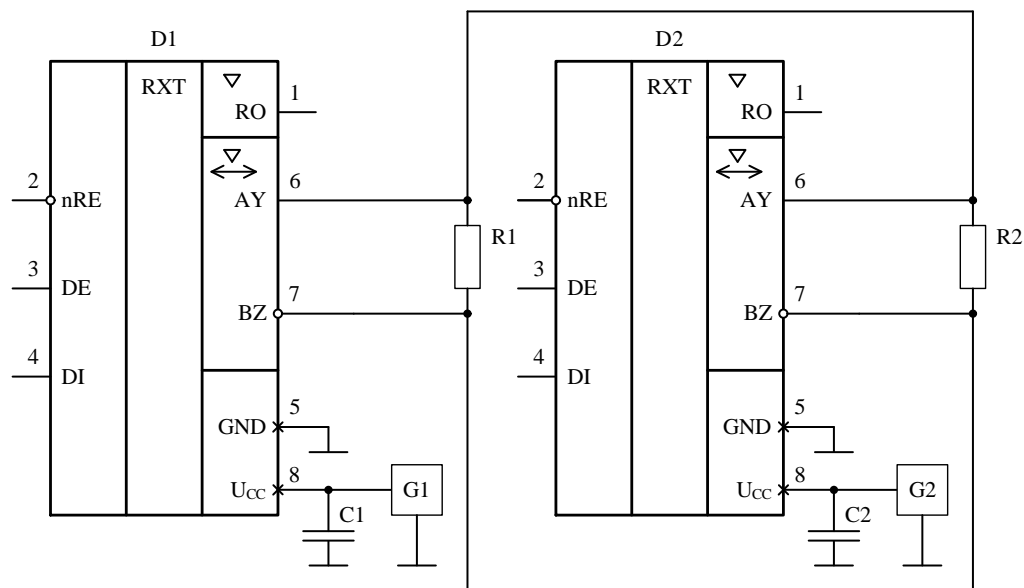 D1
RXT
RO
1
2
nRE
AY
6
R1
3
DE
BZ
7
4
DI
GND
5
UCC
8
G1
C1
D2
RXT
RO
1
2
nRE
AY
6
R2
3
DE
BZ
7
4
DI
GND
5
UCC
8
G2
C2